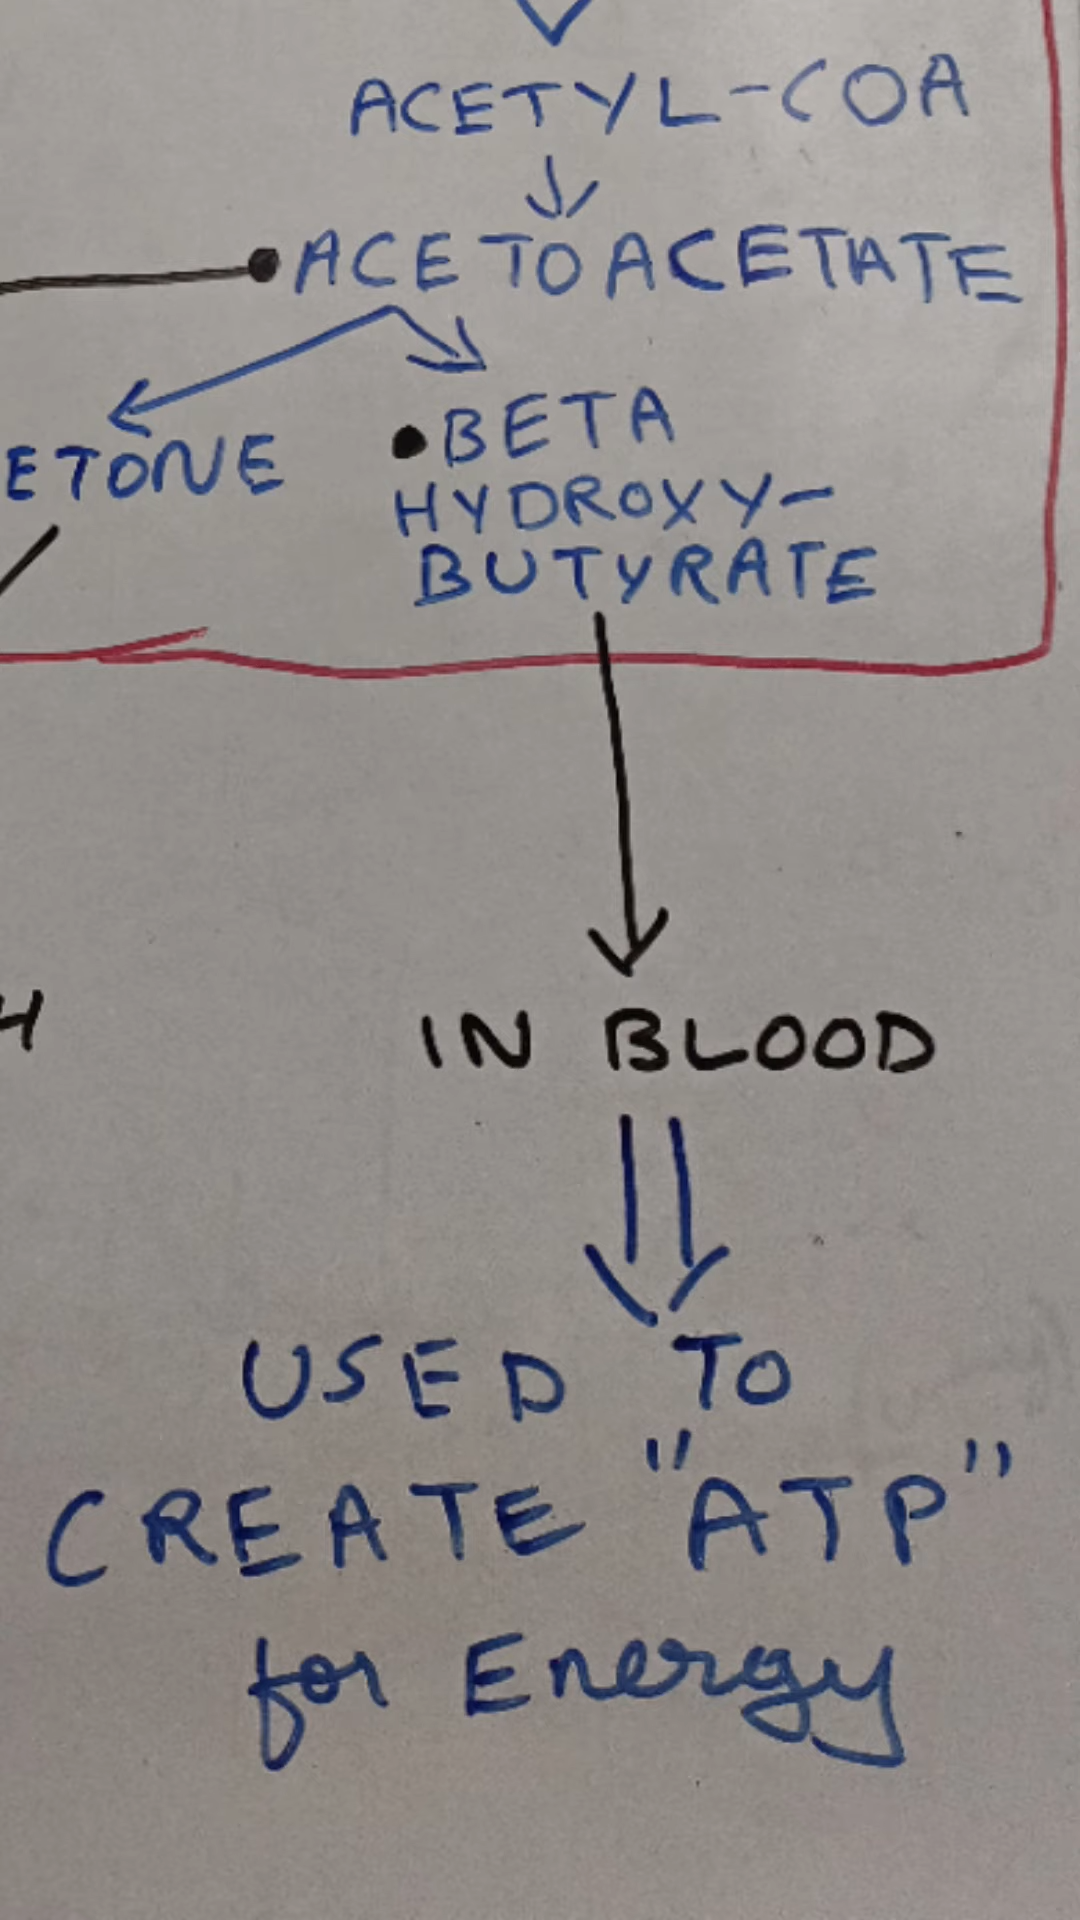 ACETYL-COA
ACETOACETATE
ETONE
BETA
HYDROXY-
BUTYRATE
H
IN BLOOD
USED TO
CREATE "ATP"
for Energy